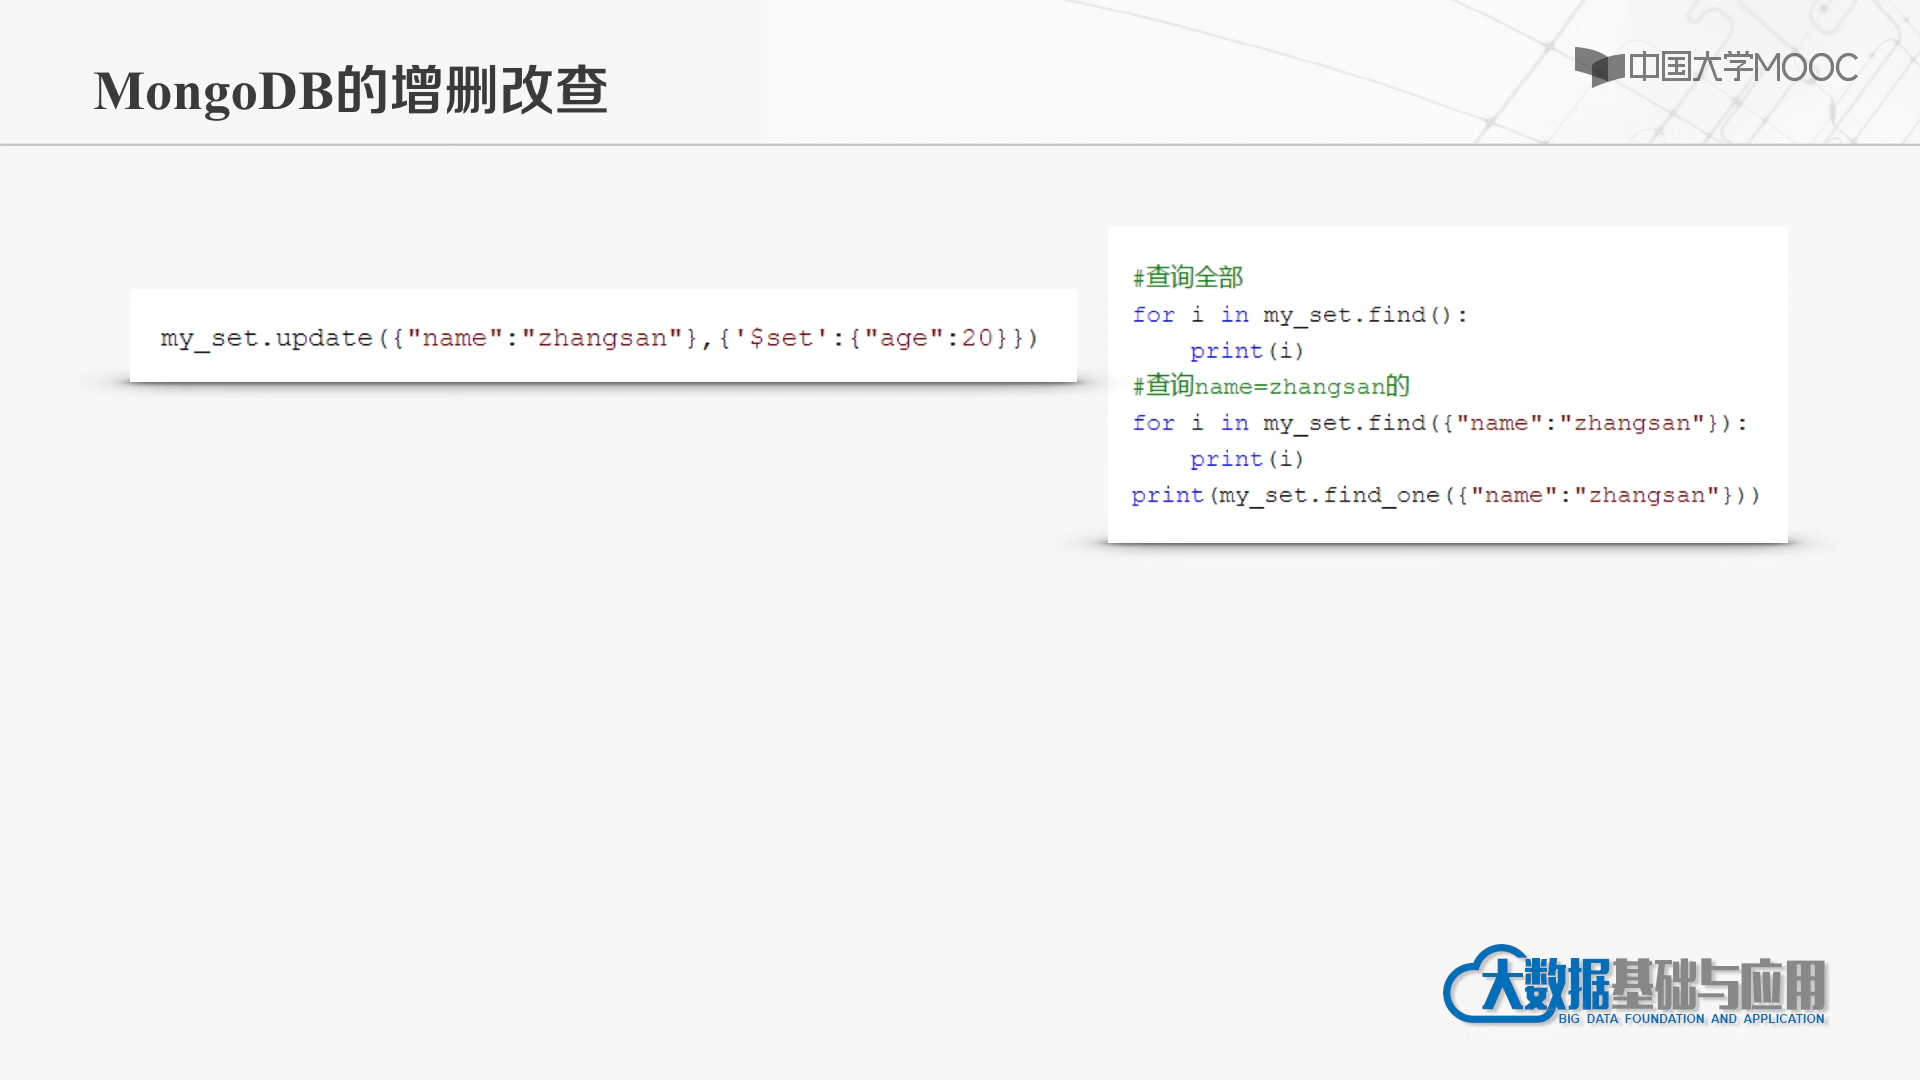 MongoDB的增删改查
中国大学MOOC
my_set.update({"name":"zhangsan"},{'$set':{"age":20}})
#查询全部
for i in my_set.find():
    print(i)
#查询name=zhangsan的
for i in my_set.find({"name":"zhangsan"}):
    print(i)
print(my_set.find_one({"name":"zhangsan"}))
大数据基础与应用
BIG DATA FOUNDATION AND APPLICATION